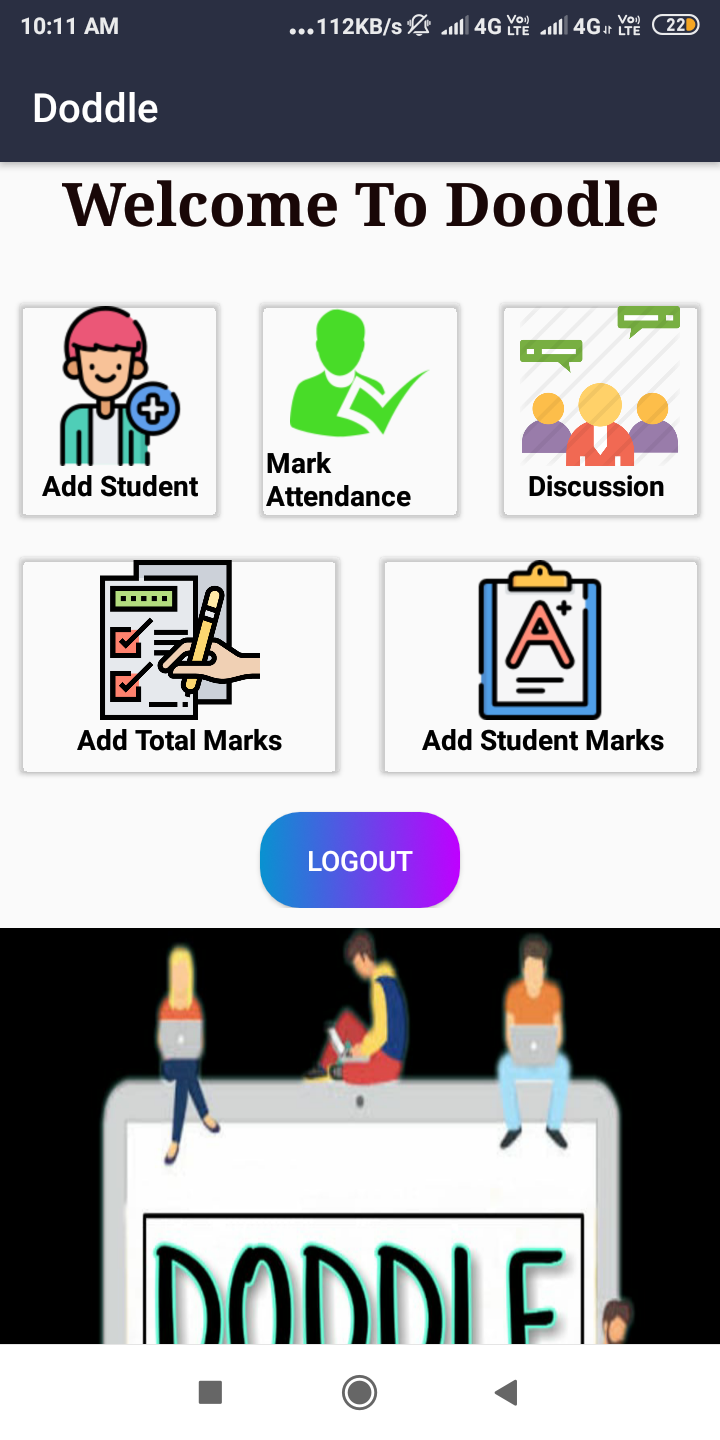 10:11 AM ...112KB/s 4G Vo) LTE 4G Vo) LTE 22
Doddle
Welcome To Doodle
Add Student
Mark
Attendance
Discussion
Add Total Marks
A+
Add Student Marks
LOGOUT
DODDLE